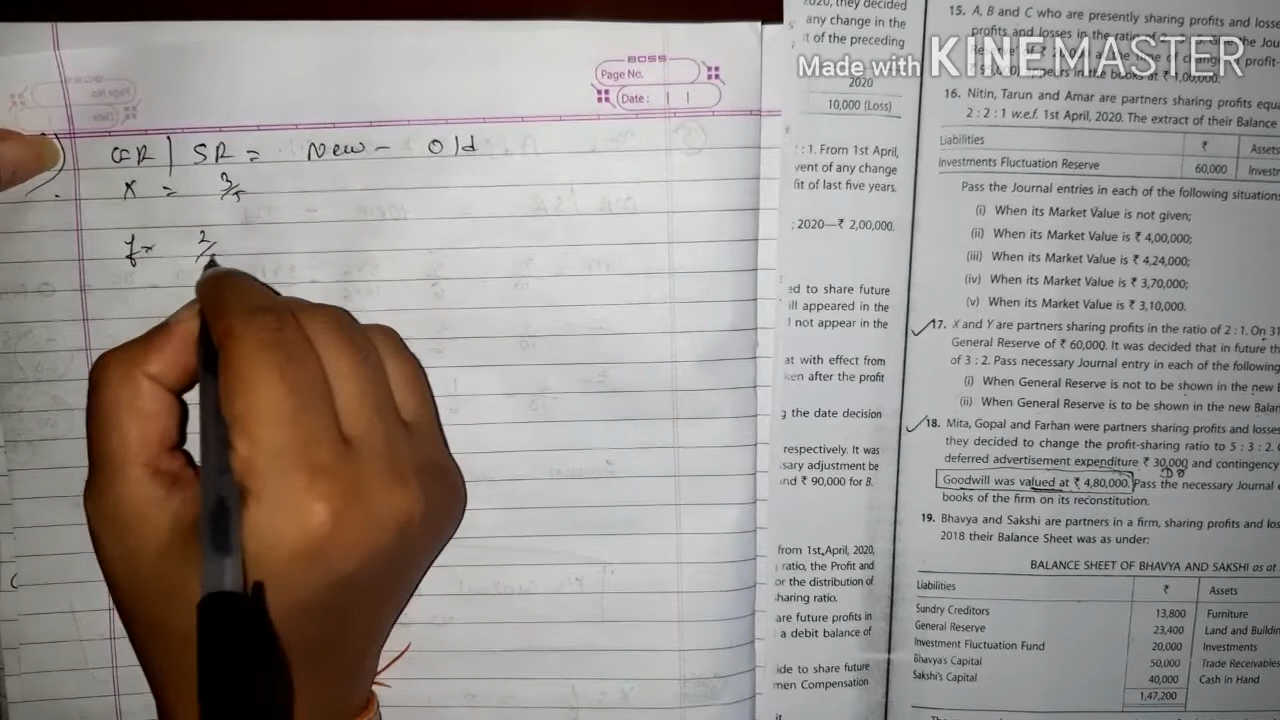 BOSS
Page No.
Date :
GR | SR = New - Old
X = 3/5
Y = 2/
2020, they decided
any change in the
it of the preceding
2020
10,000 (Loss)
: 1. From 1st April,
vent of any change
fit of last five years.
; 2020—₹ 2,00,000.
ed to share future
ill appeared in the
l not appear in the
at with effect from
ken after the profit
g the date decision
respectively. It was
sary adjustment be
and ₹ 90,000 for B.
from 1st April, 2020,
ratio, the Profit and
or the distribution of
sharing ratio.
are future profits in
a debit balance of
ide to share future
men Compensation
Made with KINEMASTER
15. A, B and C who are presently sharing profits and losse
profits and losses in the ratio of
appears in the books at ₹ 1,00,000.
16. Nitin, Tarun and Amar are partners sharing profits equa
2 : 2 : 1 w.e.f. 1st April, 2020. The extract of their Balance
Liabilities ₹ Assets
Investments Fluctuation Reserve 60,000 Investm
Pass the Journal entries in each of the following situations
(i) When its Market Value is not given;
(ii) When its Market Value is ₹ 4,00,000;
(iii) When its Market Value is ₹ 4,24,000;
(iv) When its Market Value is ₹ 3,70,000;
(v) When its Market Value is ₹ 3,10,000.
17. X and Y are partners sharing profits in the ratio of 2 : 1. On 31
General Reserve of ₹ 60,000. It was decided that in future th
of 3 : 2. Pass necessary Journal entry in each of the following
(i) When General Reserve is not to be shown in the new B
(ii) When General Reserve is to be shown in the new Balan
18. Mita, Gopal and Farhan were partners sharing profits and losses
they decided to change the profit-sharing ratio to 5 : 3 : 2.
deferred advertisement expenditure ₹ 30,000 and contingency
Goodwill was valued at ₹ 4,80,000. Pass the necessary Journal
books of the firm on its reconstitution.
19. Bhavya and Sakshi are partners in a firm, sharing profits and los
2018 their Balance Sheet was as under:
BALANCE SHEET OF BHAVYA AND SAKSHI as at
Liabilities ₹ Assets
Sundry Creditors 13,800 Furniture
General Reserve 23,400 Land and Buildin
Investment Fluctuation Fund 20,000 Investments
Bhavya's Capital 50,000 Trade Receivables
Sakshi's Capital 40,000 Cash in Hand
1,47,200